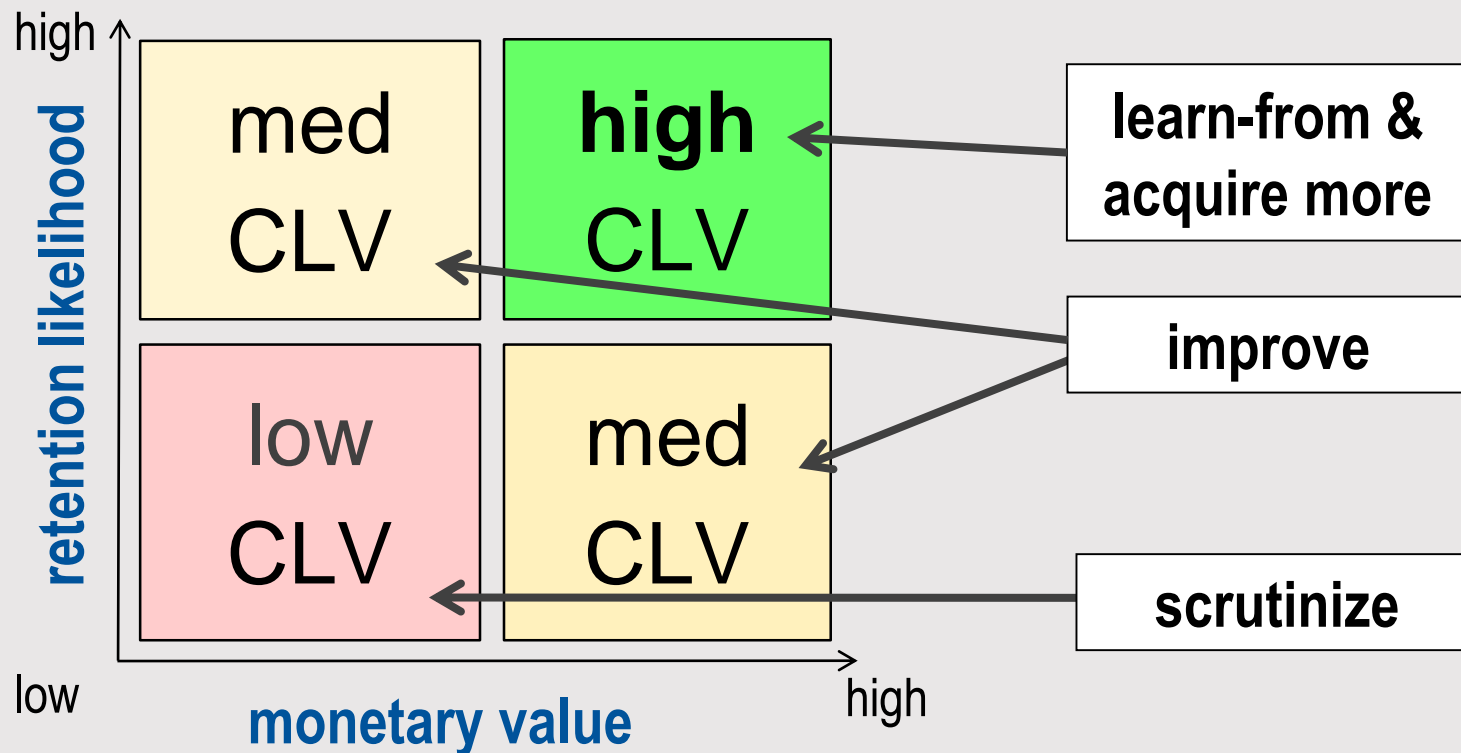 high
retention likelihood
med
CLV
high
CLV
learn-from &
acquire more
improve
low
CLV
med
CLV
scrutinize
low
monetary value
high